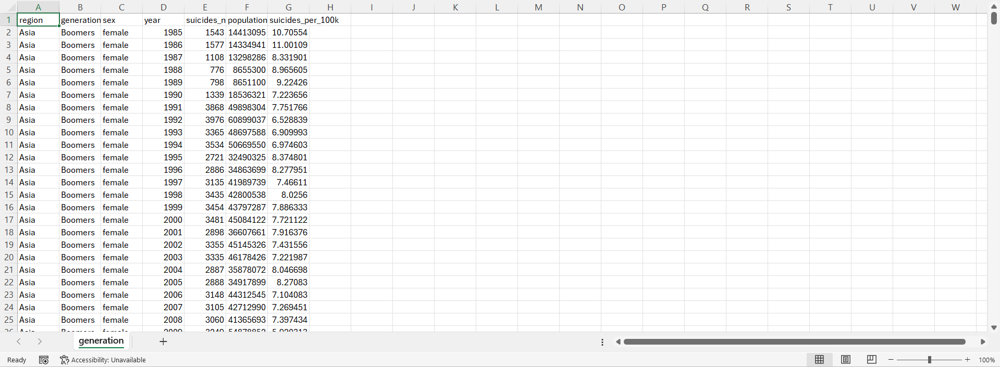 A B C D E F G H I J K L M N O P Q R S T U V W
1 region generation sex year suicides_n population suicides_per_100k
2 Asia Boomers female 1985 1543 14413095 10.70554
3 Asia Boomers female 1986 1577 14334941 11.00109
4 Asia Boomers female 1987 1108 13298286 8.331901
5 Asia Boomers female 1988 776 8655300 8.965605
6 Asia Boomers female 1989 798 8651100 9.22426
7 Asia Boomers female 1990 1339 18536321 7.223656
8 Asia Boomers female 1991 3868 49898304 7.751766
9 Asia Boomers female 1992 3976 60899037 6.528839
10 Asia Boomers female 1993 3365 48697588 6.909993
11 Asia Boomers female 1994 3534 50669550 6.974603
12 Asia Boomers female 1995 2721 32490325 8.374801
13 Asia Boomers female 1996 2886 34863699 8.277951
14 Asia Boomers female 1997 3135 41989739 7.46611
15 Asia Boomers female 1998 3435 42800538 8.0256
16 Asia Boomers female 1999 3454 43797287 7.886333
17 Asia Boomers female 2000 3481 45084122 7.721122
18 Asia Boomers female 2001 2898 36607661 7.916376
19 Asia Boomers female 2002 3355 45145326 7.431556
20 Asia Boomers female 2003 3335 46178426 7.221987
21 Asia Boomers female 2004 2887 35878072 8.046698
22 Asia Boomers female 2005 2888 34917899 8.27083
23 Asia Boomers female 2006 3148 44312545 7.104083
24 Asia Boomers female 2007 3105 42712990 7.269451
25 Asia Boomers female 2008 3060 41365693 7.397434
26 Asia Boomers female 2009
generation
Ready Accessibility: Unavailable 100%